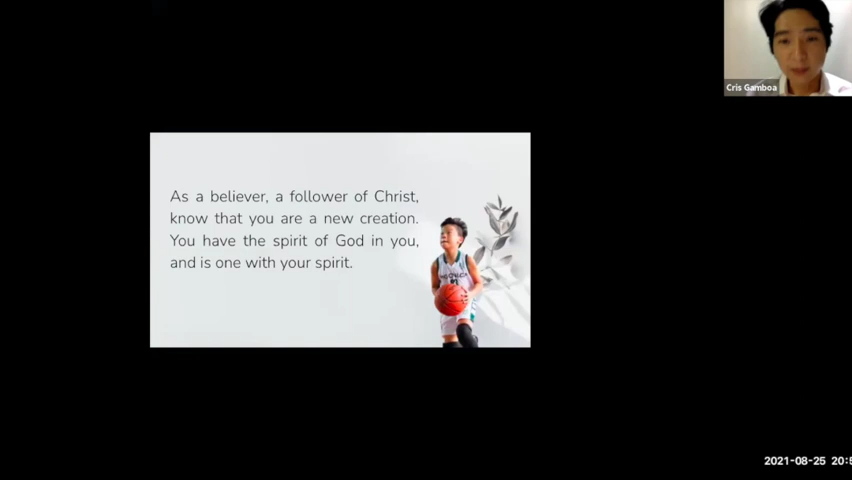 Cris Gamboa
As a believer, a follower of Christ,
know that you are a new creation.
You have the spirit of God in you,
and is one with your spirit.
2021-08-25 20:5